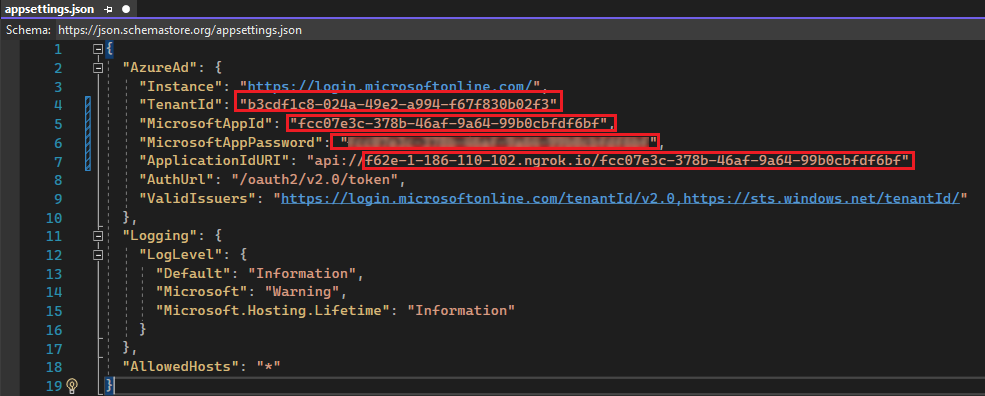 appsettings.json
Schema: https://json.schemastore.org/appsettings.json
1 {
2 "AzureAd": {
3 "Instance": "https://login.microsoftonline.com/",
4 "TenantId": "b3cdf1c8-024a-49e2-a994-f67f830b02f3"
5 "MicrosoftAppId": "fcc07e3c-378b-46af-9a64-99b0cbfdf6bf",
6 "MicrosoftAppPassword": " ",
7 "ApplicationIdURI": "api://f62e-1-186-110-102.ngrok.io/fcc07e3c-378b-46af-9a64-99b0cbfdf6bf"
8 "AuthUrl": "/oauth2/v2.0/token",
9 "ValidIssuers": "https://login.microsoftonline.com/tenantId/v2.0,https://sts.windows.net/tenantId/"
10 },
11 "Logging": {
12 "LogLevel": {
13 "Default": "Information",
14 "Microsoft": "Warning",
15 "Microsoft.Hosting.Lifetime": "Information"
16 }
17 },
18 "AllowedHosts": "*"
19 }